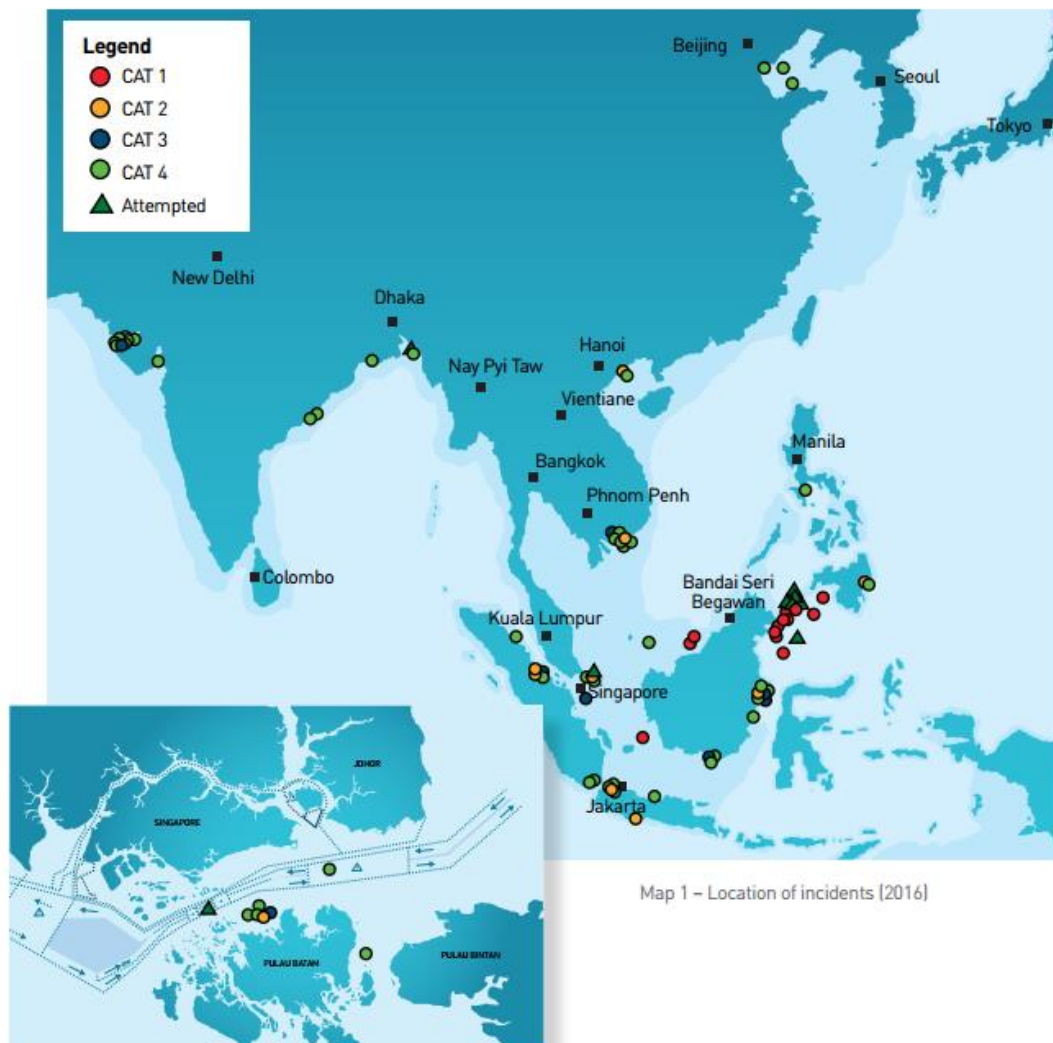 Legend
CAT 1
CAT 2
CAT 3
CAT 4
Attempted
Beijing
Seoul
Tokyo
New Delhi
Dhaka
Hanoi
Nay Pyi Taw
Vientiane
Manila
Bangkok
Phnom Penh
Colombo
Bandai Seri
Begawan
Kuala Lumpur
Singapore
Jakarta
JOHOR
SINGAPORE
PULAU BATAN
PULAU BINTAN
Map 1 – Location of incidents (2016)